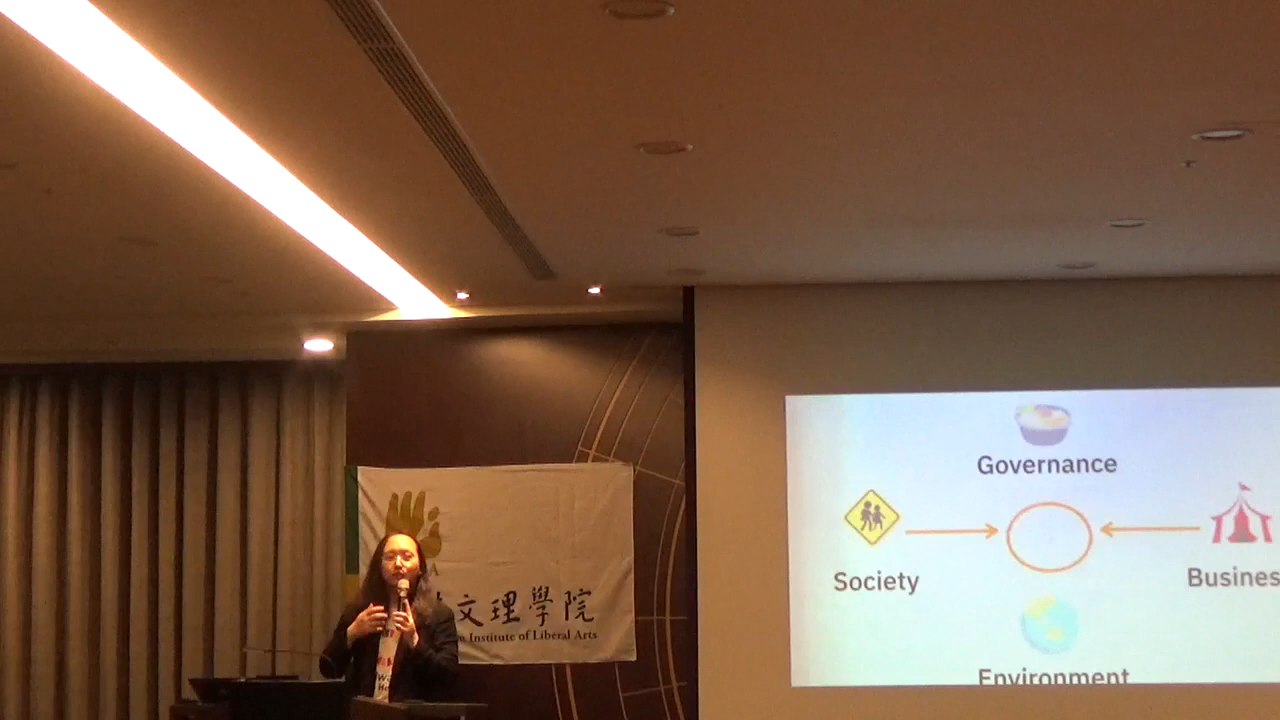 文理學院
Institute of Liberal Arts
Governance
Society
Busines
Environment